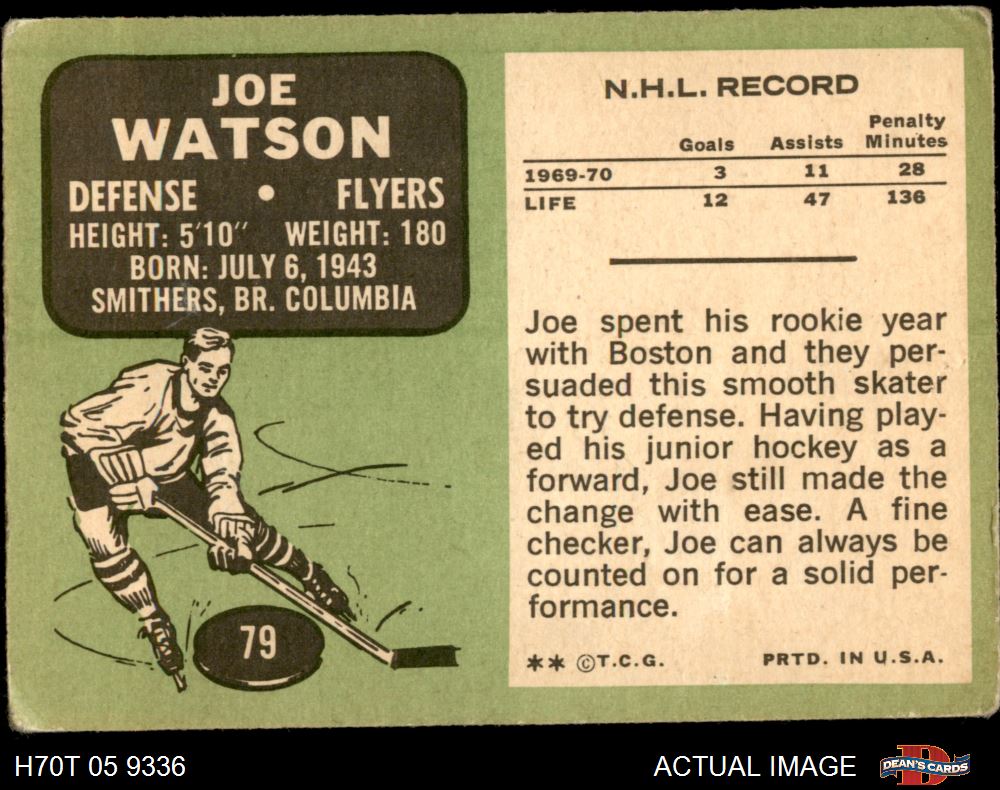 JOE
WATSON
DEFENSE • FLYERS
HEIGHT: 5'10" WEIGHT: 180
BORN: JULY 6, 1943
SMITHERS, BR. COLUMBIA
79
N.H.L. RECORD
Goals Assists Penalty Minutes
1969-70 3 11 28
LIFE 12 47 136
Joe spent his rookie year
with Boston and they per-
suaded this smooth skater
to try defense. Having play-
ed his junior hockey as a
forward, Joe still made the
change with ease. A fine
checker, Joe can always be
counted on for a solid per-
formance.
** ©T.C.G. PRTD. IN U.S.A.
H70T 05 9336
ACTUAL IMAGE
D
DEAN'S CARDS